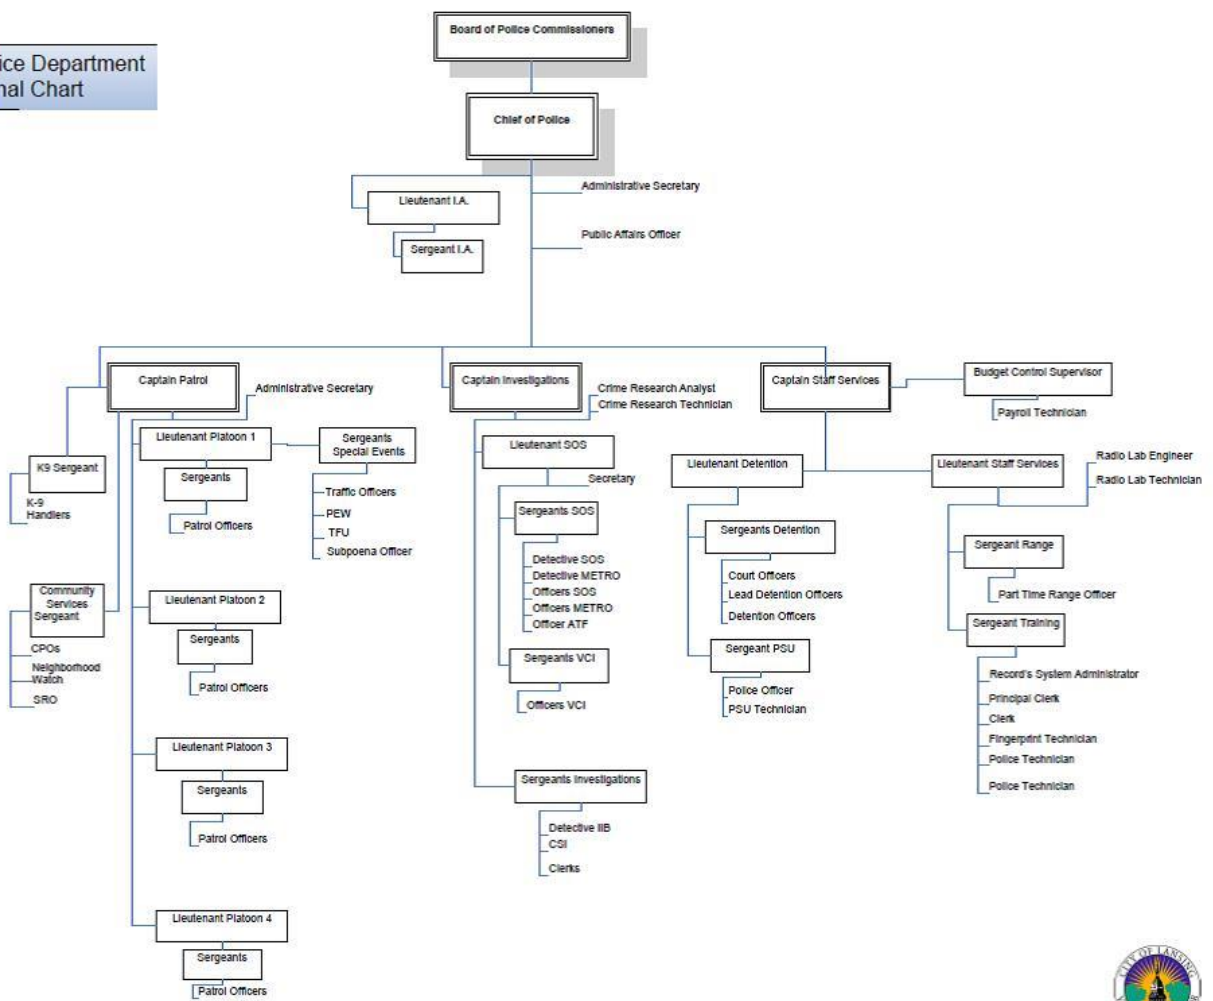 Board of Police Commissioners
ice Department
nal Chart
Chief of Police
Administrative Secretary
Lieutenant I.A.
Public Affairs Officer
Sergeant I.A.
Captain Patrol
Administrative Secretary
Lieutenant Platoon 1
Sergeants
Special Events
K9 Sergeant
Sergeants
K-9
Handlers
Patrol Officers
Traffic Officers
PEW
TFU
Subpoena Officer
Community
Services
Sergeant
CPOs
Neighborhood
Watch
SRO
Lieutenant Platoon 2
Sergeants
Patrol Officers
Lieutenant Platoon 3
Sergeants
Patrol Officers
Lieutenant Platoon 4
Sergeants
Patrol Officers
Captain Investigations
Crime Research Analyst
Crime Research Technician
Lieutenant SOS
Secretary
Sergeants SOS
Detective SOS
Detective METRO
Officers SOS
Officers METRO
Officer ATF
Sergeants VCI
Officers VCI
Sergeants Investigations
Detective IIB
CSI
Clerks
Captain Staff Services
Budget Control Supervisor
Payroll Technician
Lieutenant Detention
Sergeants Detention
Court Officers
Lead Detention Officers
Detention Officers
Sergeant PSU
Police Officer
PSU Technician
Lieutenant Staff Services
Radio Lab Engineer
Radio Lab Technician
Sergeant Range
Part Time Range Officer
Sergeant Training
Record's System Administrator
Principal Clerk
Clerk
Fingerprint Technician
Police Technician
Police Technician
CITY OF LANSING